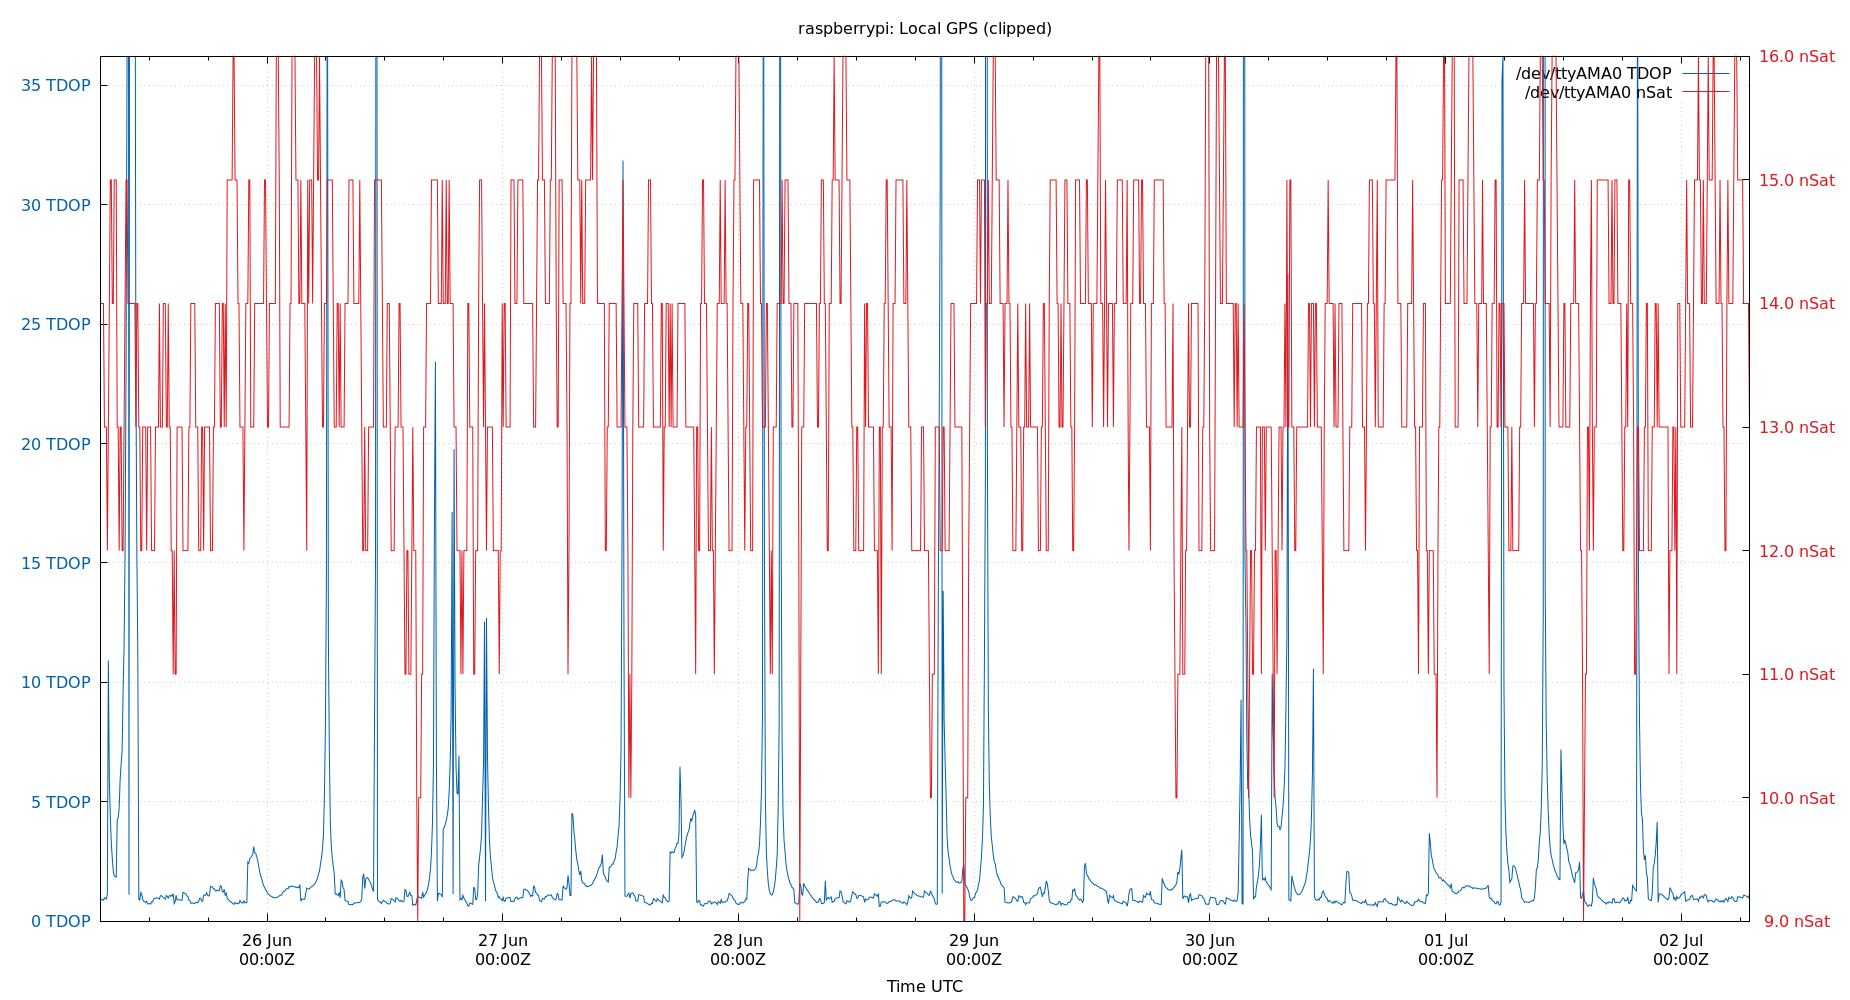 raspberrypi: Local GPS (clipped)
35 TDOP
30 TDOP
25 TDOP
20 TDOP
15 TDOP
10 TDOP
5 TDOP
0 TDOP
16.0 nSat
15.0 nSat
14.0 nSat
13.0 nSat
12.0 nSat
11.0 nSat
10.0 nSat
9.0 nSat
/dev/ttyAMA0 TDOP
/dev/ttyAMA0 nSat
26 Jun
00:00Z
27 Jun
00:00Z
28 Jun
00:00Z
29 Jun
00:00Z
30 Jun
00:00Z
01 Jul
00:00Z
02 Jul
00:00Z
Time UTC